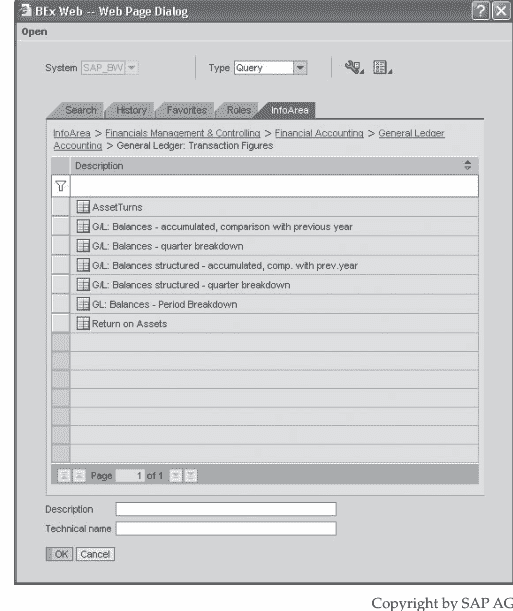 BEx Web -- Web Page Dialog
Open
System SAP_BW Type Query
Search History Favorites Roles InfoArea
InfoArea > Financials Management & Controlling > Financial Accounting > General Ledger
Accounting > General Ledger: Transaction Figures
Description
AssetTurns
G/L: Balances - accumulated, comparison with previous year
G/L: Balances - quarter breakdown
G/L: Balances structured - accumulated, comp. with prev.year
G/L: Balances structured - quarter breakdown
GL: Balances - Period Breakdown
Return on Assets
Page 1 of 1
Description
Technical name
OK Cancel
Copyright by SAP AG